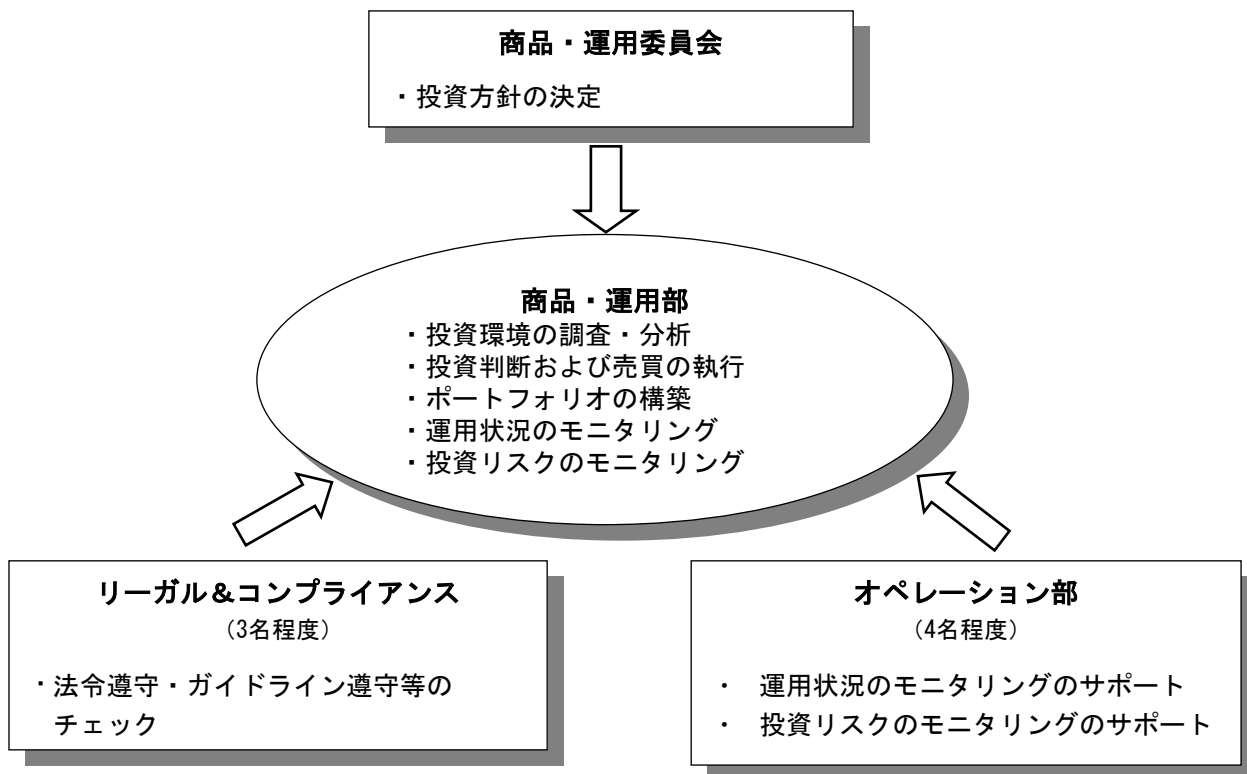 商品・運用委員会
・投資方針の決定
商品・運用部
・投資環境の調査・分析
・投資判断および売買の執行
・ポートフォリオの構築
・運用状況のモニタリング
・投資リスクのモニタリング
リーガル＆コンプライアンス
（3名程度）
・法令遵守・ガイドライン遵守等の
チェック
オペレーション部
（4名程度）
・ 運用状況のモニタリングのサポート
・ 投資リスクのモニタリングのサポート